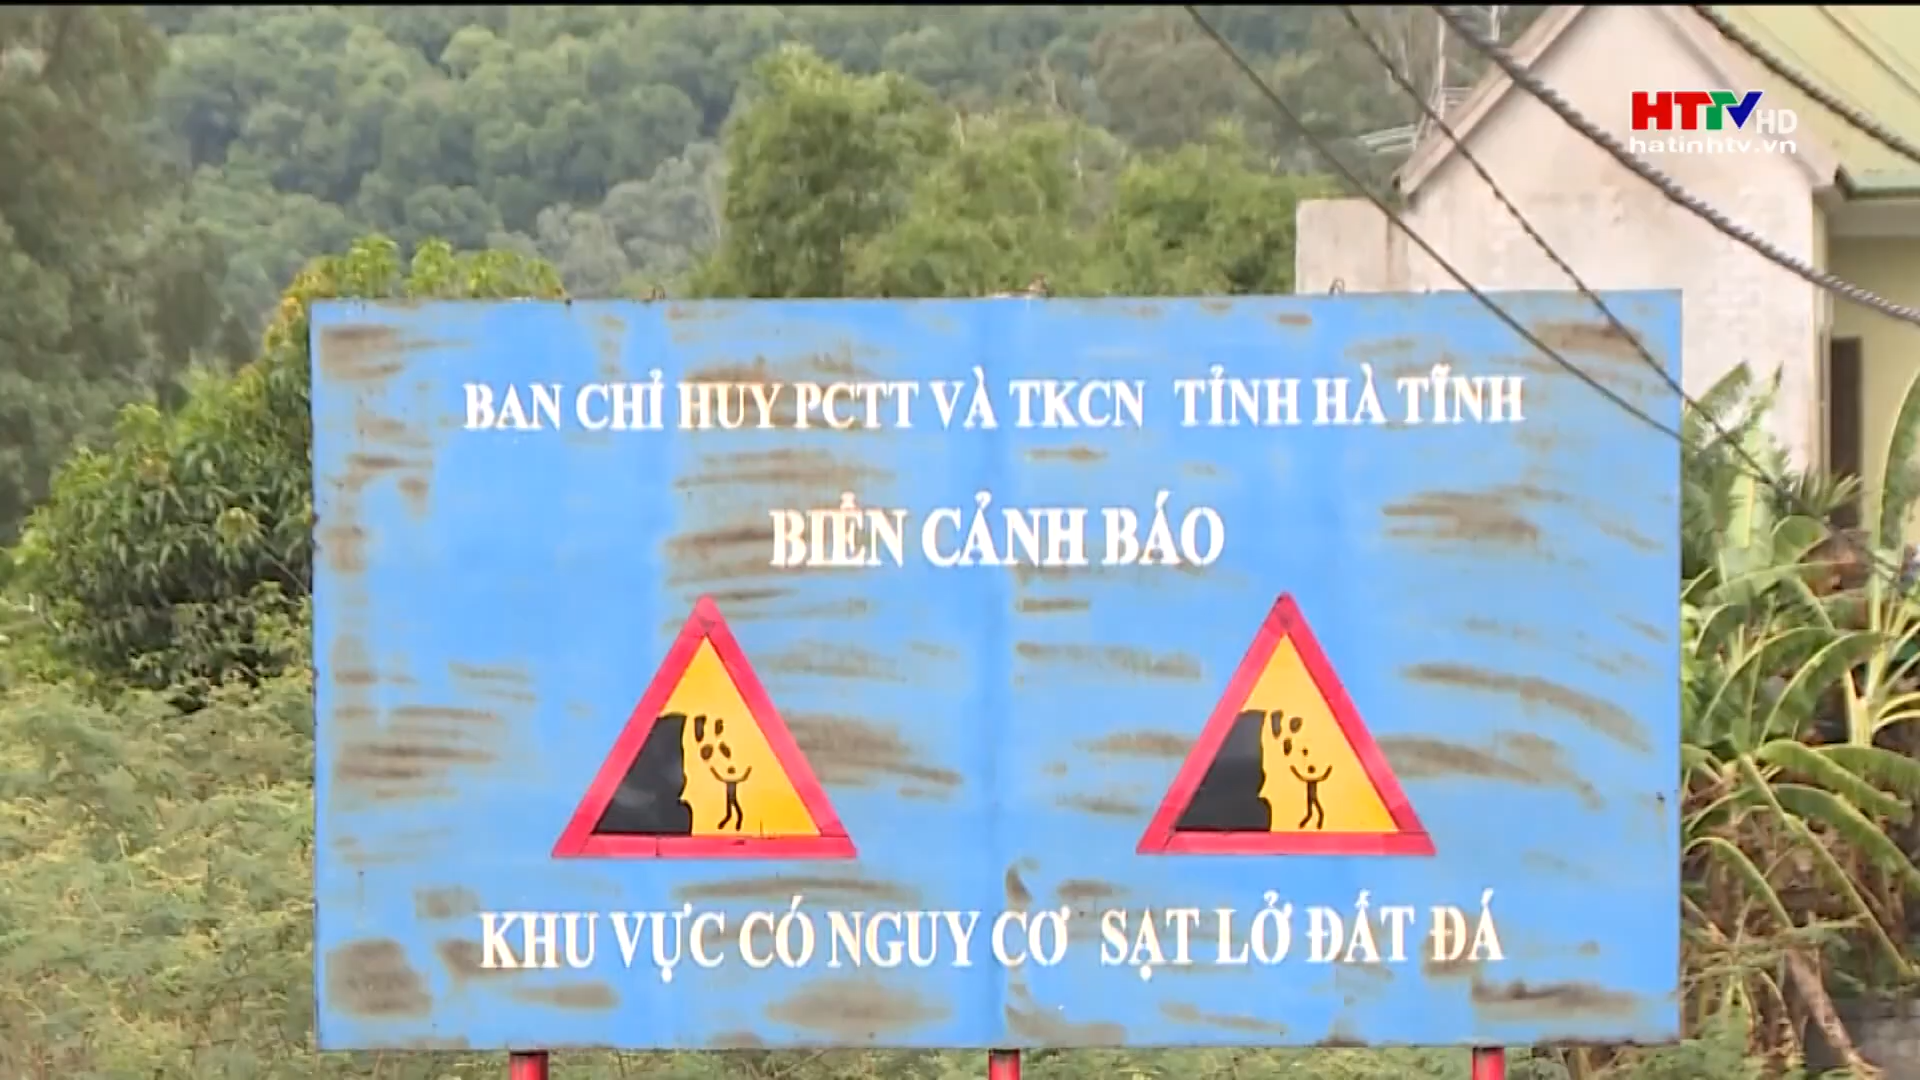 HTTV HD
hatinhtv.vn
BAN CHỈ HUY PCTT VÀ TKCN TỈNH HÀ TĨNH
BIỂN CẢNH BÁO
KHU VỰC CÓ NGUY CƠ SẠT LỞ ĐẤT ĐÁ